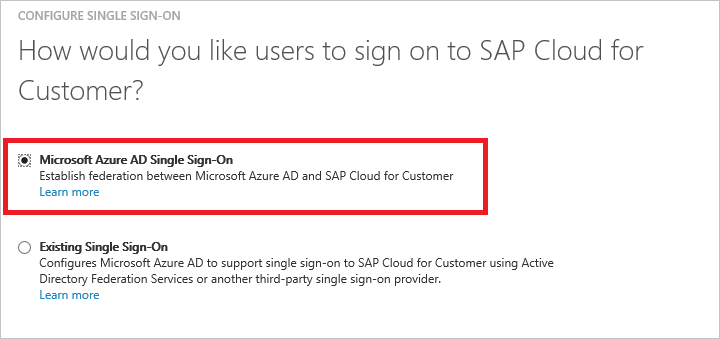 CONFIGURE SINGLE SIGN-ON
How would you like users to sign on to SAP Cloud for
Customer?
Microsoft Azure AD Single Sign-On
Establish federation between Microsoft Azure AD and SAP Cloud for Customer
Learn more
Existing Single Sign-On
Configures Microsoft Azure AD to support single sign-on to SAP Cloud for Customer using Active
Directory Federation Services or another third-party single sign-on provider.
Learn more